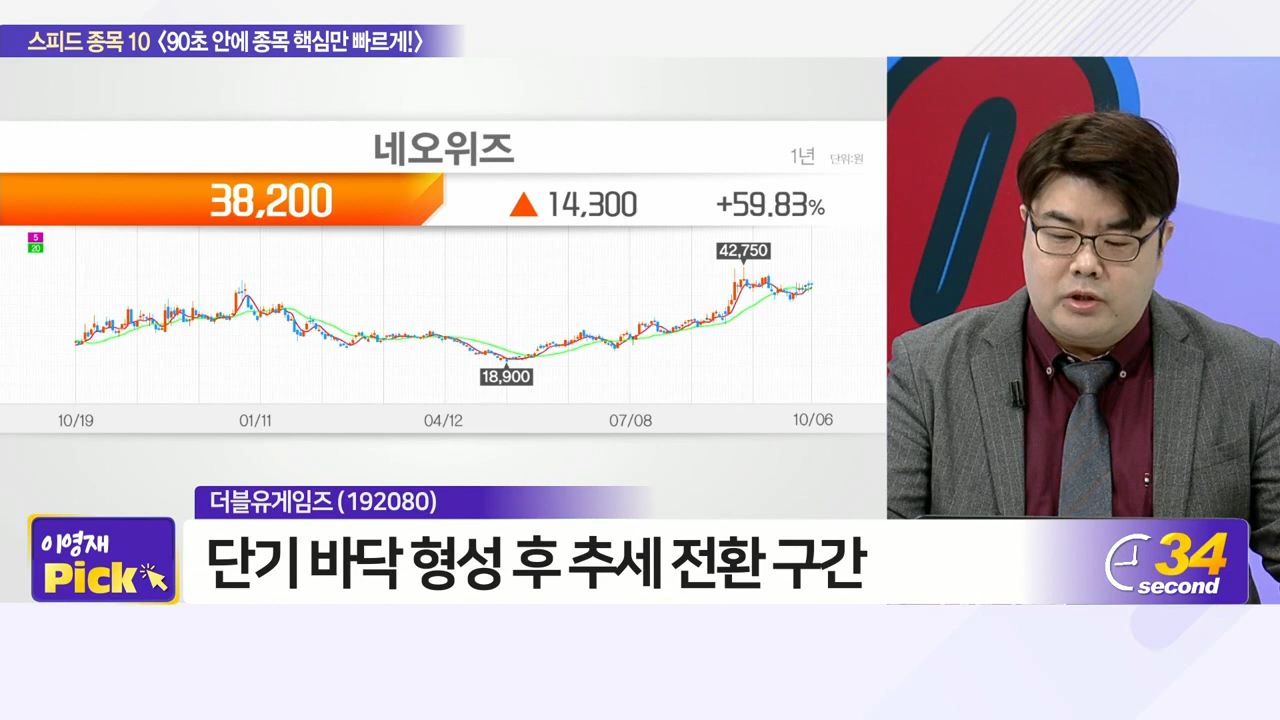 스피드 종목 10 〈90초 안에 종목 핵심만 빠르게!〉
네오위즈
1년 단위:원
38,200 ▲ 14,300 +59.83%
5
20
42,750
18,900
10/19 01/11 04/12 07/08 10/06
더블유게임즈 (192080)
이영재
Pick
단기 바닥 형성 후 추세 전환 구간
34
second